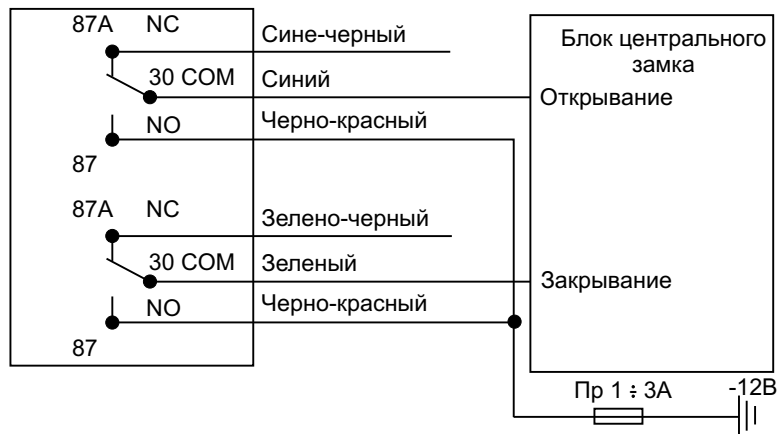 87A NC
Сине-черный
30 COM
Синий
NO
Черно-красный
87
87A NC
Зелено-черный
30 COM
Зеленый
NO
Черно-красный
87
Блок центрального
замка
Открывание
Закрывание
Пр 1 ÷ 3А
-12В